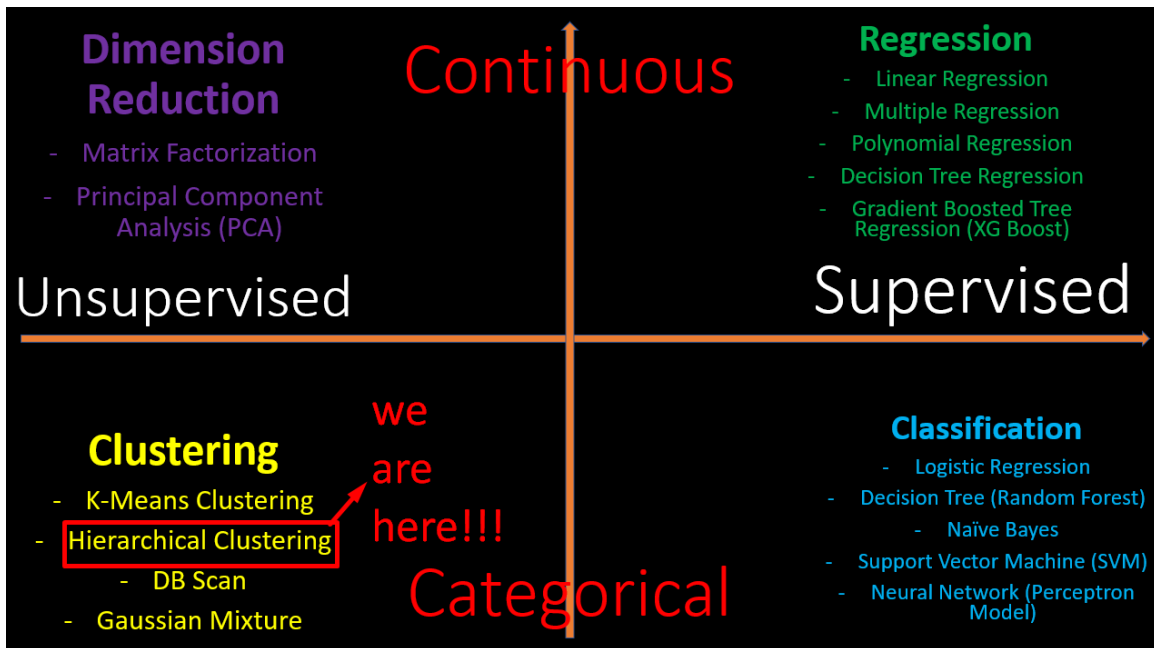 Dimension
Reduction
- Matrix Factorization
- Principal Component
Analysis (PCA)
Continuous
Regression
- Linear Regression
- Multiple Regression
- Polynomial Regression
- Decision Tree Regression
- Gradient Boosted Tree
Regression (XG Boost)
Unsupervised
Supervised
Clustering
- K-Means Clustering
- Hierarchical Clustering
- DB Scan
- Gaussian Mixture
we
are
here!!!
Categorical
Classification
- Logistic Regression
- Decision Tree (Random Forest)
- Naïve Bayes
- Support Vector Machine (SVM)
- Neural Network (Perceptron
Model)